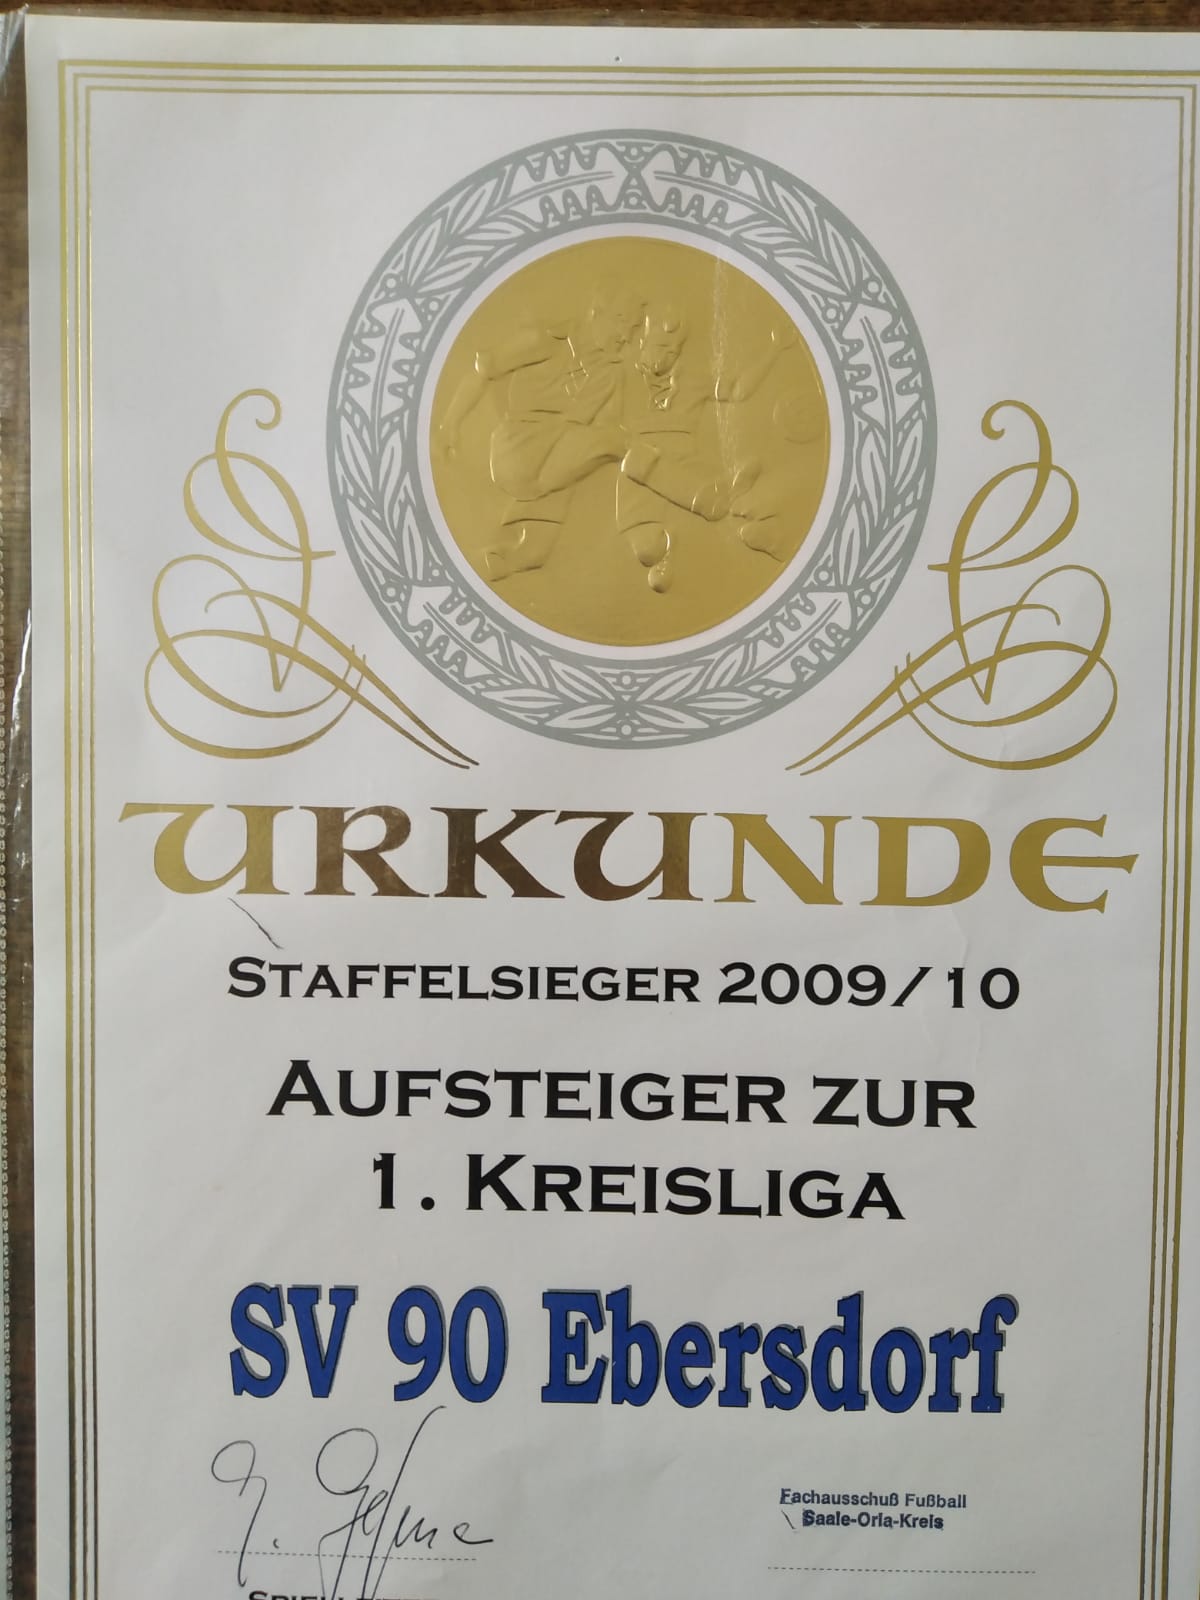 URKUNDE
STAFFELSIEGER 2009/10
AUFSTEIGER ZUR
1. KREISLIGA
SV 90 Ebersdorf
Fachausschuß Fußball
Saale-Orla-Kreis